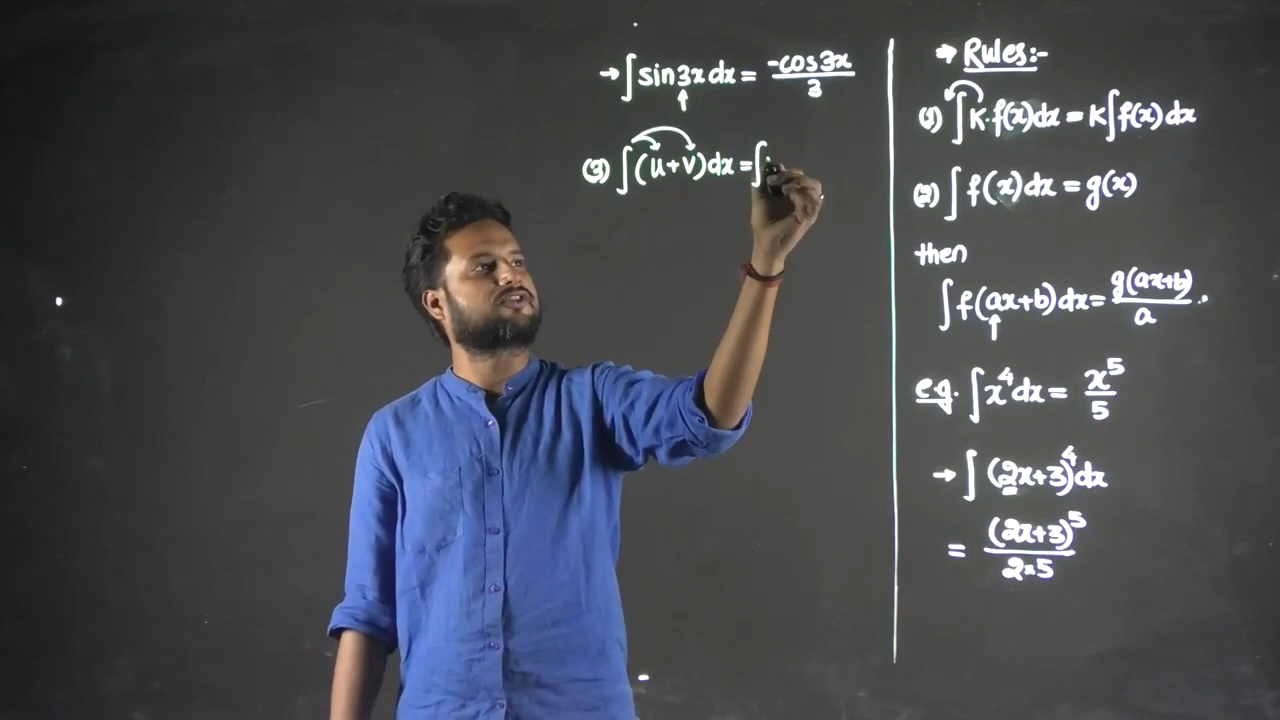 → ∫ sin3x dx = -cos3x/3
(3) ∫ (u+v)dx = ∫
⇒ Rules:-
(1) ∫ K.f(x)dx = K∫f(x)dx
(2) ∫ f(x)dx = g(x)
then
∫ f(ax+b)dx = g(ax+b)/a .
e.g. ∫ x⁴dx = x⁵/5
→ ∫ (2x+3)⁴dx
= (2x+3)⁵/2×5